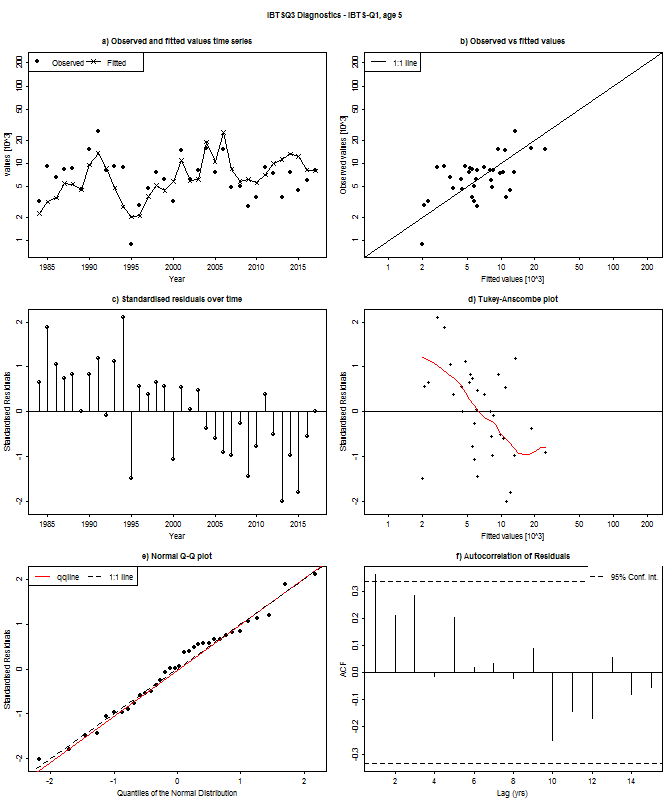 IBTSQ3 Diagnostics - IBTS-Q1, age 5
a) Observed and fitted values time series
Observed Fitted
values [10^3]
1 2 5 10 20 50 100 200
1985 1990 1995 2000 2005 2010 2015
Year
b) Observed vs fitted values
1:1 line
Observed values [10^3]
1 2 5 10 20 50 100 200
1 2 5 10 20 50 100 200
Fitted values [10^3]
c) Standardised residuals over time
Standardised Residuals
-2 -1 0 1 2
1985 1990 1995 2000 2005 2010 2015
Year
d) Tukey-Anscombe plot
Standardised Residuals
-2 -1 0 1 2
1 2 5 10 20 50 100 200
Fitted values [10^3]
e) Normal Q-Q plot
qqline 1:1 line
Standardised Residuals
-2 -1 0 1 2
-2 -1 0 1 2
Quantiles of the Normal Distribution
f) Autocorrelation of Residuals
95% Conf. Int.
ACF
-0.3 -0.2 -0.1 0.0 0.1 0.2 0.3
2 4 6 8 10 12 14
Lag (yrs)